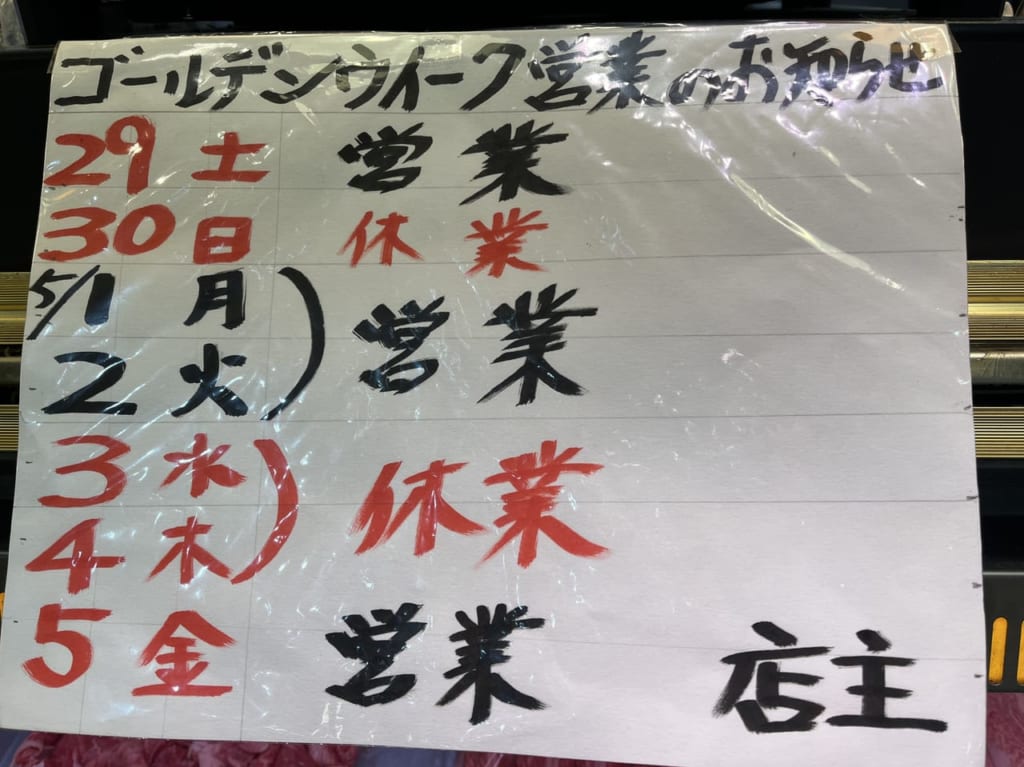 ゴールデンウイーク営業のお知らせ
29 土 営業
30 日 休業
5/1 月
2 火 ) 営業
3 水
4 木 ) 休業
5 金 営業
店主